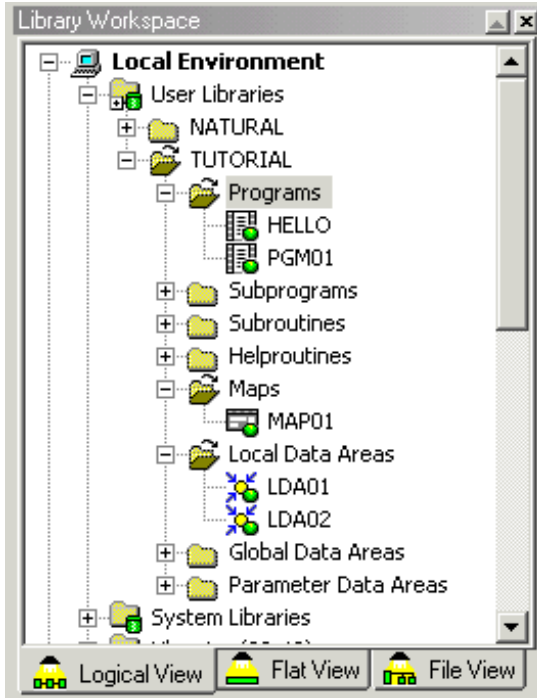 Library Workspace
Local Environment
User Libraries
NATURAL
TUTORIAL
Programs
HELLO
PGM01
Subprograms
Subroutines
Helproutines
Maps
MAP01
Local Data Areas
LDA01
LDA02
Global Data Areas
Parameter Data Areas
System Libraries
Logical View Flat View File View